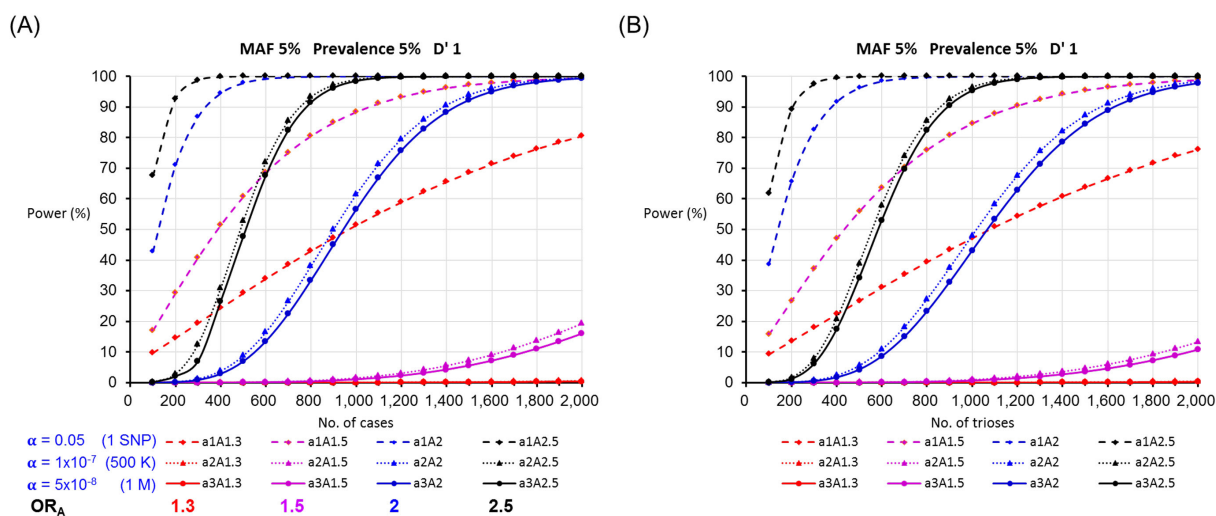 (A)
MAF 5% Prevalence 5% D' 1
100
90
80
70
60
50
40
30
20
10
0
Power (%)
0 200 400 600 800 1,000 1,200 1,400 1,600 1,800 2,000
No. of cases
α = 0.05 (1 SNP) a1A1.3 a1A1.5 a1A2 a1A2.5
α = 1x10-7 (500 K) a2A1.3 a2A1.5 a2A2 a2A2.5
α = 5x10-8 (1 M) a3A1.3 a3A1.5 a3A2 a3A2.5
ORA 1.3 1.5 2 2.5
(B)
MAF 5% Prevalence 5% D' 1
100
90
80
70
60
50
40
30
20
10
0
Power (%)
0 200 400 600 800 1,000 1,200 1,400 1,600 1,800 2,000
No. of trioses
a1A1.3 a1A1.5 a1A2 a1A2.5
a2A1.3 a2A1.5 a2A2 a2A2.5
a3A1.3 a3A1.5 a3A2 a3A2.5